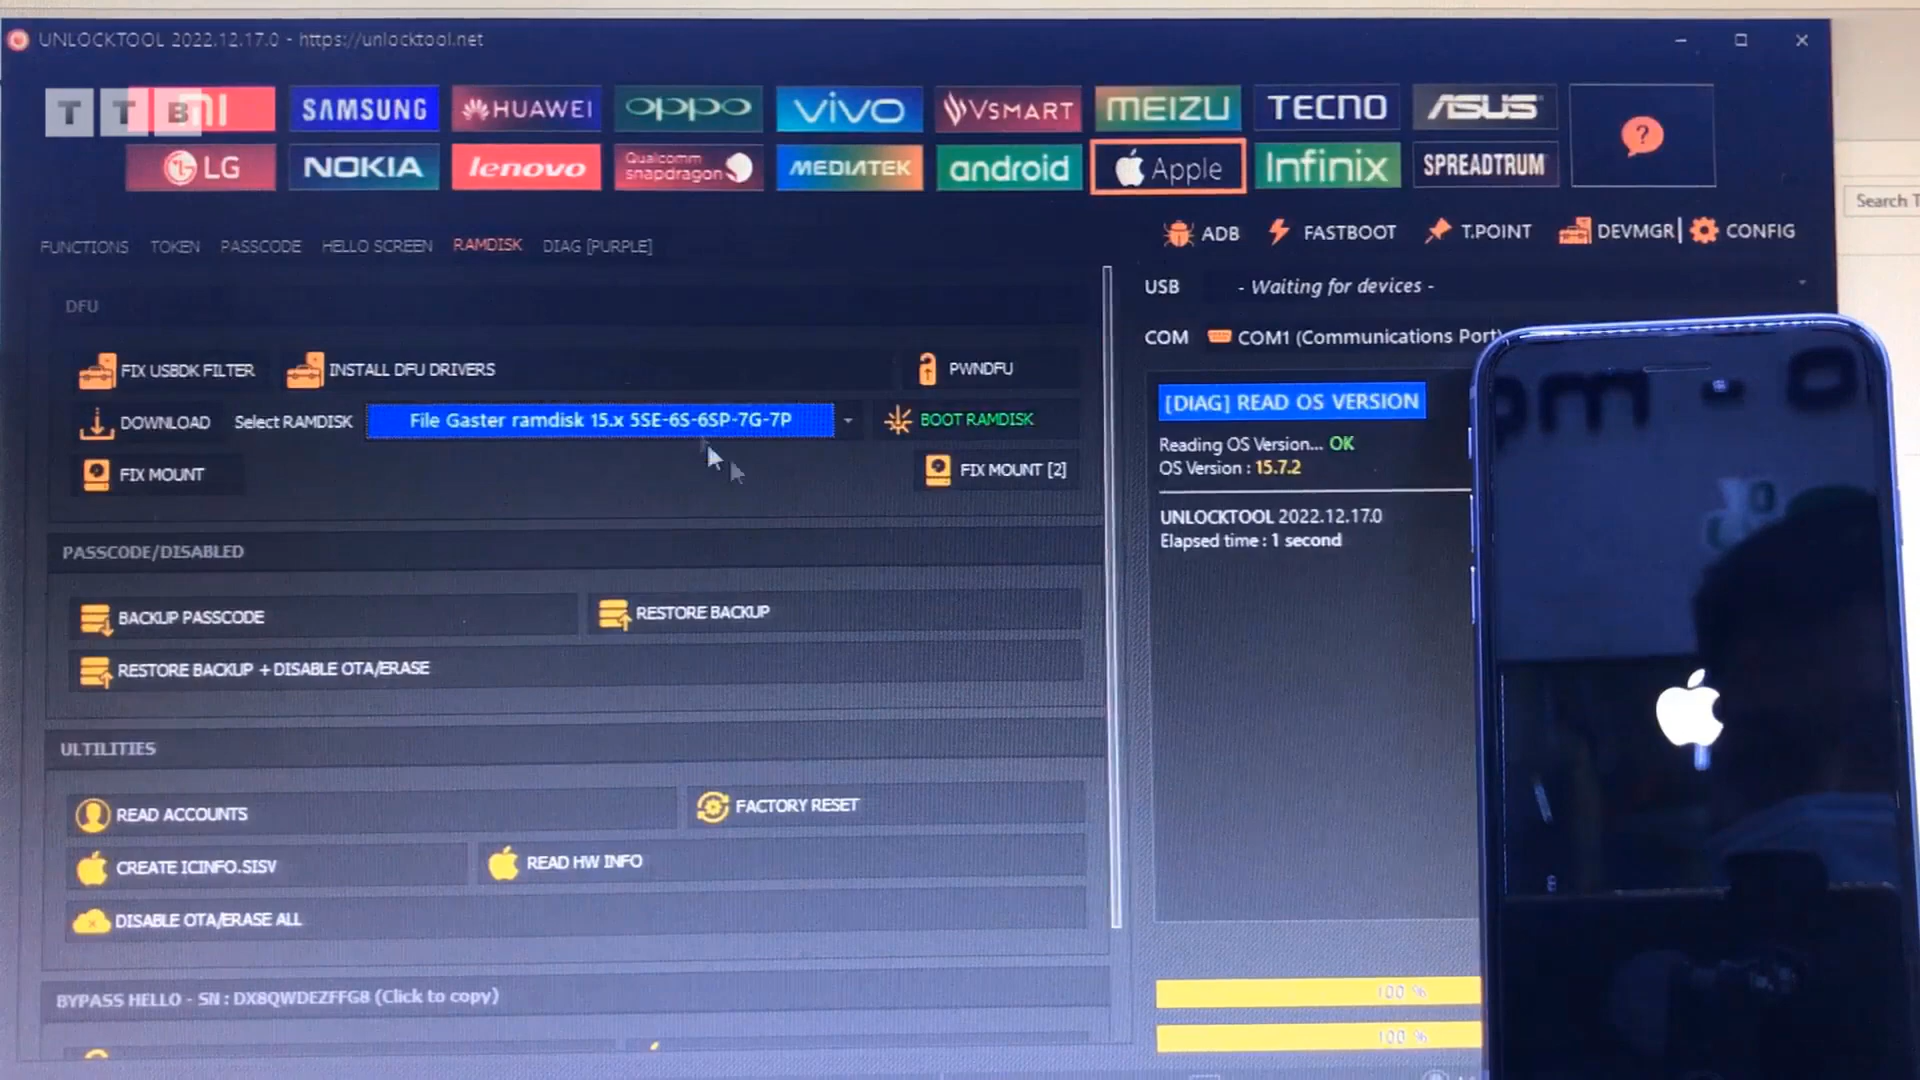 UNLOCKTOOL 2022.12.17.0 - https://unlocktool.net
T T B MI SAMSUNG HUAWEI oppo vivo VSMART MEIZU TECNO ASUS ?
LG NOKIA lenovo Qualcomm snapdragon MEDIATEK android Apple Infinix SPREADTRUM
Search T
ADB FASTBOOT T.POINT DEVMGR CONFIG
FUNCTIONS TOKEN PASSCODE HELLO SCREEN RAMDISK DIAG [PURPLE]
USB - Waiting for devices -
COM COM1 (Communications Port)
DFU
FIX USBDK FILTER INSTALL DFU DRIVERS PWNDFU
DOWNLOAD Select RAMDISK File Gaster ramdisk 15.x 5SE-6S-6SP-7G-7P BOOT RAMDISK
FIX MOUNT FIX MOUNT [2]
PASSCODE/DISABLED
BACKUP PASSCODE RESTORE BACKUP
RESTORE BACKUP + DISABLE OTA/ERASE
ULTILITIES
READ ACCOUNTS FACTORY RESET
CREATE ICINFO.SISV READ HW INFO
DISABLE OTA/ERASE ALL
BYPASS HELLO - SN : DX8QWDEZFFG8 (Click to copy)
[DIAG] READ OS VERSION
Reading OS Version... OK
OS Version : 15.7.2
UNLOCKTOOL 2022.12.17.0
Elapsed time : 1 second
100 %
100 %